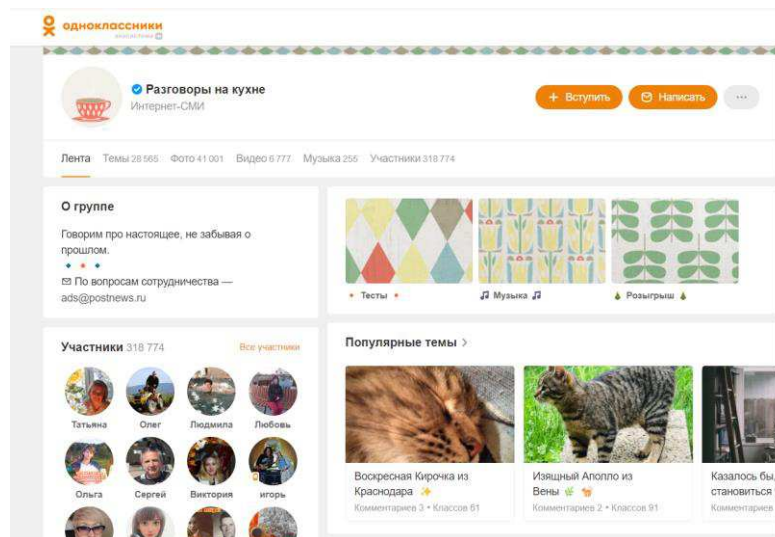 одноклассники
Разговоры на кухне
Интернет-СМИ
+ Вступить
Написать
...
Лента Темы 28 565 Фото 41 001 Видео 6 777 Музыка 255 Участники 318 774
О группе
Говорим про настоящее, не забывая о
прошлом.
По вопросам сотрудничества —
ads@postnews.ru
Тесты
Музыка
Розыгрыш
Участники 318 774
Все участники
Татьяна Олег Людмила Любовь
Ольга Сергей Виктория игорь
Популярные темы >
Воскресная Кирочка из
Краснодара
Комментариев 3 • Классов 61
Изящный Аполло из
Вены
Комментариев 2 • Классов 91
Казалось бы,
становиться
Комментариев